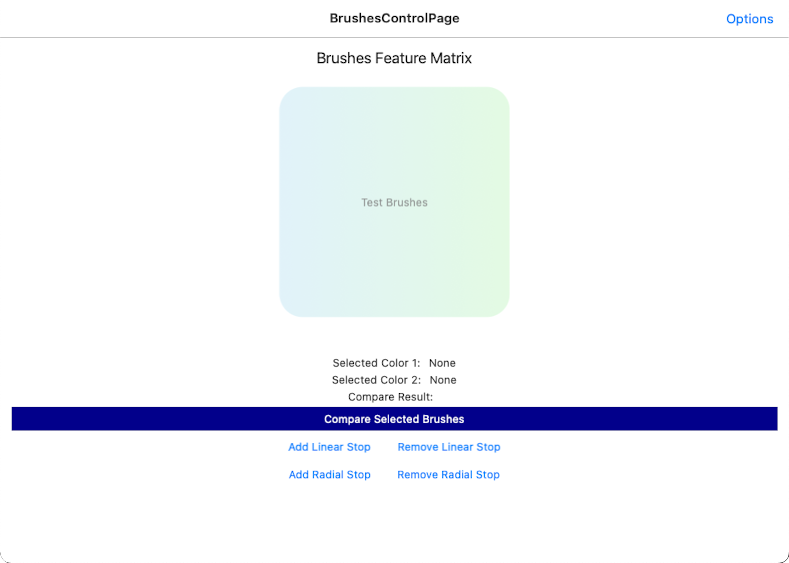 BrushesControlPage
Options
Brushes Feature Matrix
Test Brushes
Selected Color 1: None
Selected Color 2: None
Compare Result:
Compare Selected Brushes
Add Linear Stop Remove Linear Stop
Add Radial Stop Remove Radial Stop